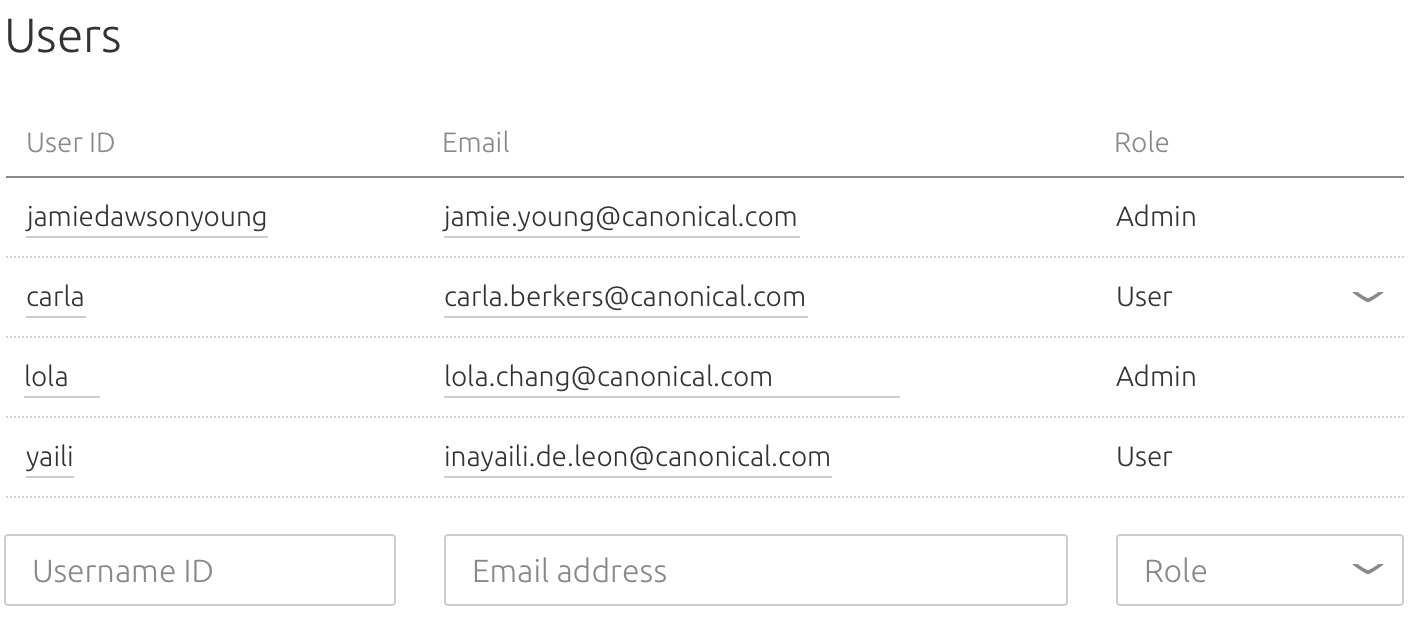 Users
User ID Email Role
jamiedawsonyoung jamie.young@canonical.com Admin
carla carla.berkers@canonical.com User
lola lola.chang@canonical.com Admin
yaili inayaili.de.leon@canonical.com User
Username ID Email address Role